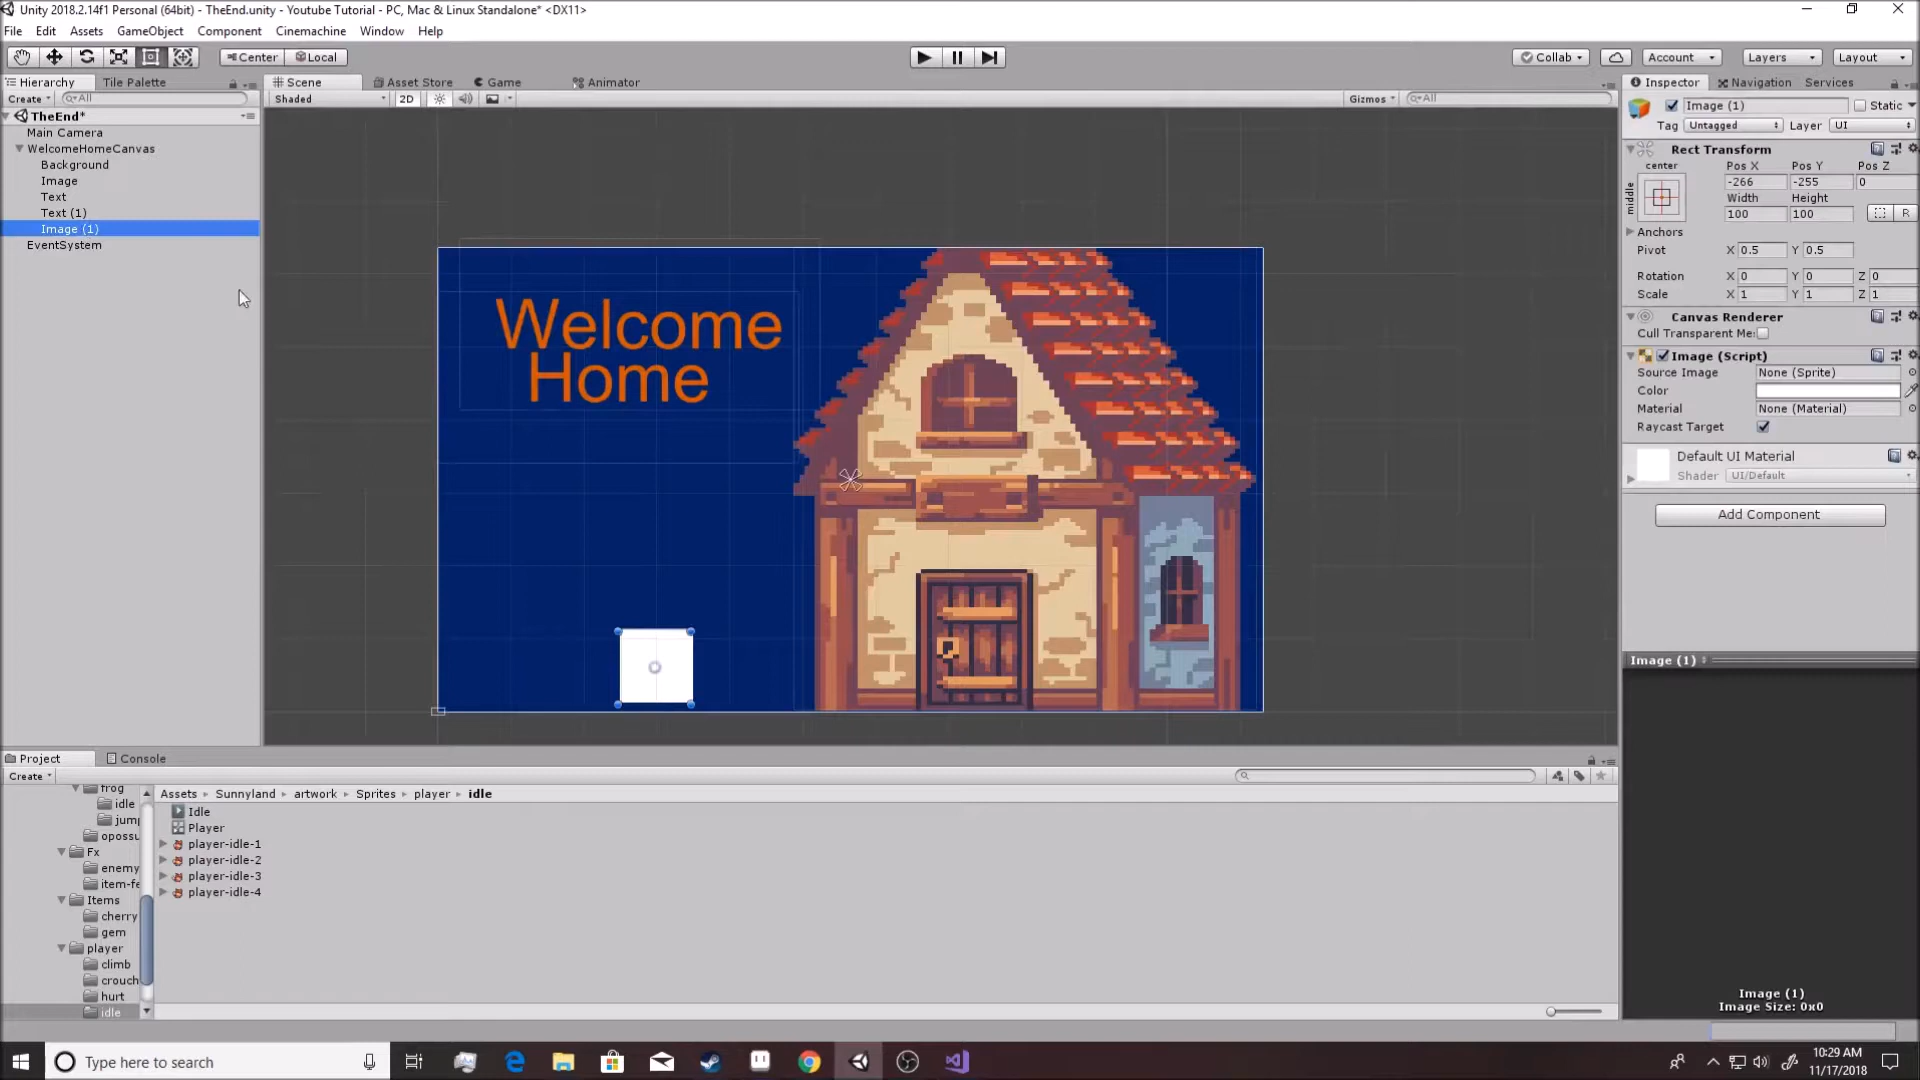 Unity 2018.2.14f1 Personal (64bit) - TheEnd.unity - Youtube Tutorial - PC, Mac & Linux Standalone* <DX11>
File Edit Assets GameObject Component Cinemachine Window Help
Center Local Collab Account Layers Layout
Hierarchy Tile Palette Scene Asset Store Game Animator Inspector Navigation Services
Create All Shaded 2D Gizmos All
TheEnd*
Main Camera
WelcomeHomeCanvas
Background
Image
Text
Text (1)
Image (1)
EventSystem
Welcome
Home
Image (1) Static
Tag Untagged Layer UI
Rect Transform
center Pos X Pos Y Pos Z
middle -266 -255 0
Width Height
100 100 R
Anchors
Pivot X 0.5 Y 0.5
Rotation X 0 Y 0 Z 0
Scale X 1 Y 1 Z 1
Canvas Renderer
Cull Transparent Me:
Image (Script)
Source Image None (Sprite)
Color
Material None (Material)
Raycast Target
Default UI Material
Shader UI/Default
Add Component
Image (1)
Image (1)
Image Size: 0x0
Project Console
Create
frog
idle
jump
opossu
Fx
enemy
item-fe
Items
cherry
gem
player
climb
crouch
hurt
idle
Assets Sunnyland artwork Sprites player idle
Idle
Player
player-idle-1
player-idle-2
player-idle-3
player-idle-4
Type here to search
10:29 AM
11/17/2018